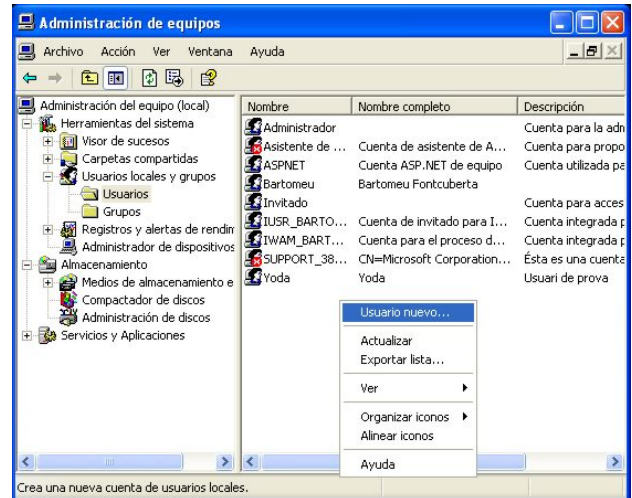 Administración de equipos
Archivo Acción Ver Ventana Ayuda
Administración del equipo (local)
Herramientas del sistema
Visor de sucesos
Carpetas compartidas
Usuarios locales y grupos
Usuarios
Grupos
Registros y alertas de rendim
Administrador de dispositivos
Almacenamiento
Medios de almacenamiento e
Compactador de discos
Administración de discos
Servicios y Aplicaciones
Nombre Nombre completo Descripción
Administrador Cuenta para la adn
Asistente de ... Cuenta de asistente de A... Cuenta para propo
ASPNET Cuenta ASP.NET de equipo Cuenta utilizada pa
Bartomeu Bartomeu Fontcuberta
Invitado Cuenta para acces
IUSR_BARTO... Cuenta de invitado para I... Cuenta integrada p
IWAM_BART... Cuenta para el proceso d... Cuenta integrada p
SUPPORT_38... CN=Microsoft Corporation... Ésta es una cuenta
Yoda Yoda Usuari de prova
Usuario nuevo...
Actualizar
Exportar lista...
Ver
Organizar iconos
Alinear iconos
Ayuda
Crea una nueva cuenta de usuarios locales.